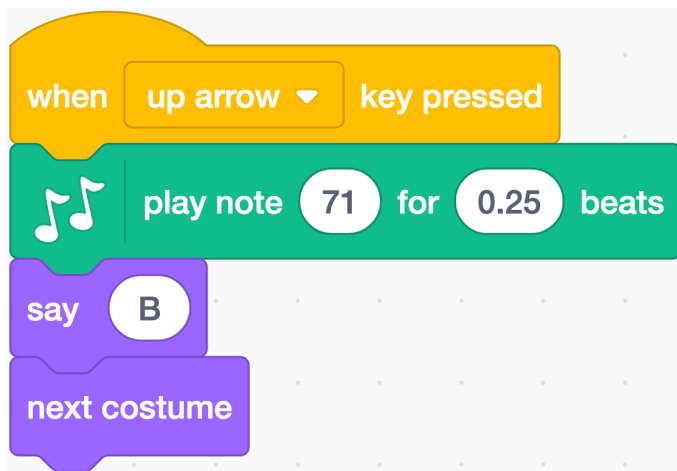 when up arrow key pressed
play note 71 for 0.25 beats
say B
next costume